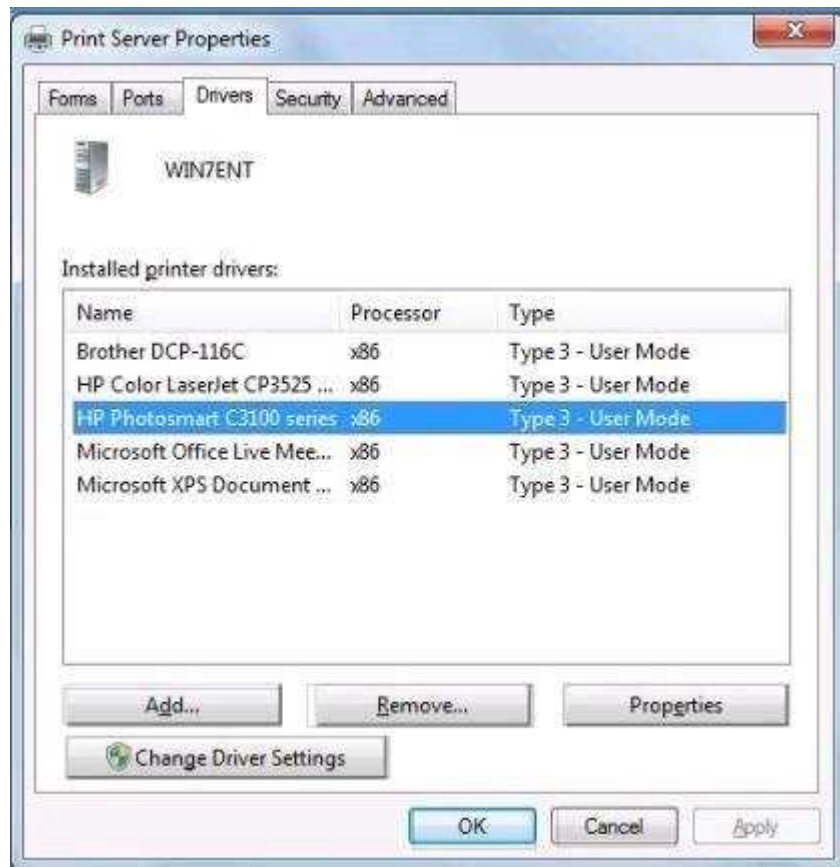 Print Server Properties
Forms Ports Drivers Security Advanced
WIN7ENT
Installed printer drivers:
Name Processor Type
Brother DCP-116C x86 Type 3 - User Mode
HP Color LaserJet CP3525 ... x86 Type 3 - User Mode
HP Photosmart C3100 series x86 Type 3 - User Mode
Microsoft Office Live Mee... x86 Type 3 - User Mode
Microsoft XPS Document ... x86 Type 3 - User Mode
Add... Remove... Properties
Change Driver Settings
OK Cancel Apply